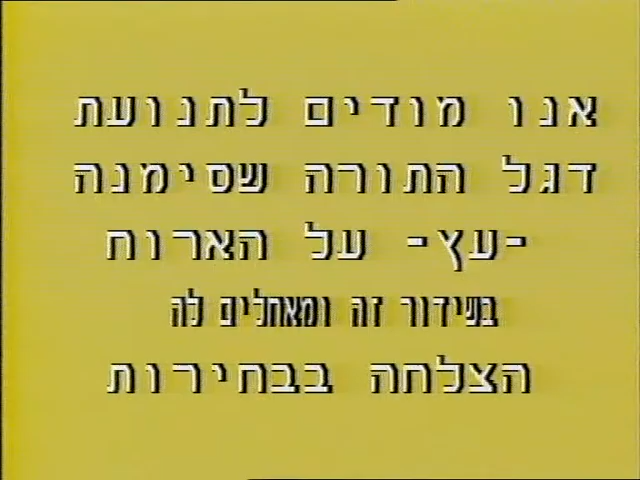 אנו מודים לתנועת
דגל התורה שסימנה
-עץ- על הארוח
בשידור זה ומאחלים לה
הצלחה בבחירות